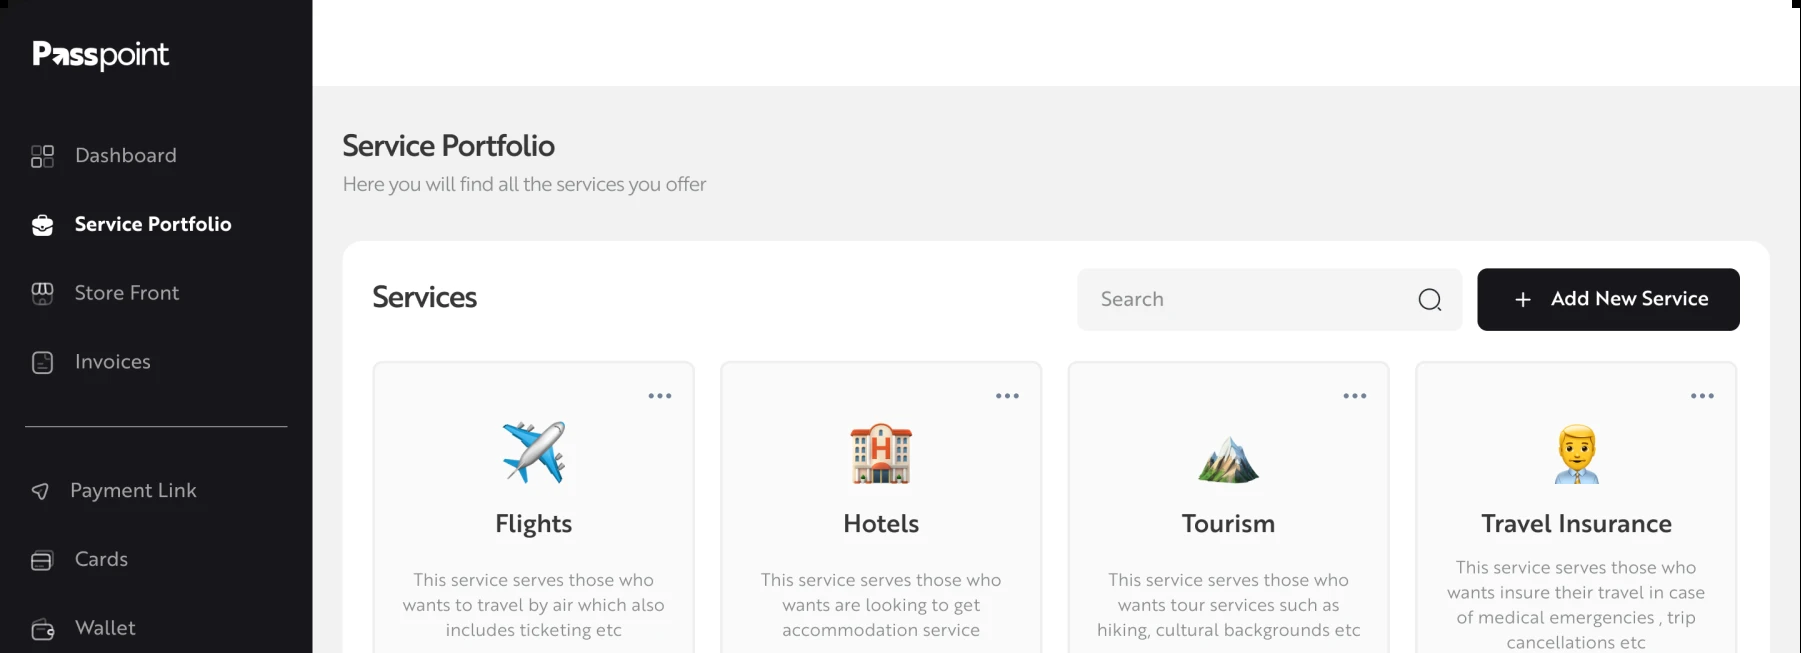 Passpoint
Dashboard
Service Portfolio
Store Front
Invoices
Payment Link
Cards
Wallet
Service Portfolio
Here you will find all the services you offer
Services
Search
+ Add New Service
Flights
This service serves those who
wants to travel by air which also
includes ticketing etc
H
Hotels
This service serves those who
wants are looking to get
accommodation service
Tourism
This service serves those who
wants tour services such as
hiking, cultural backgrounds etc
Travel Insurance
This service serves those who
wants insure their travel in case
of medical emergencies , trip
cancellations etc